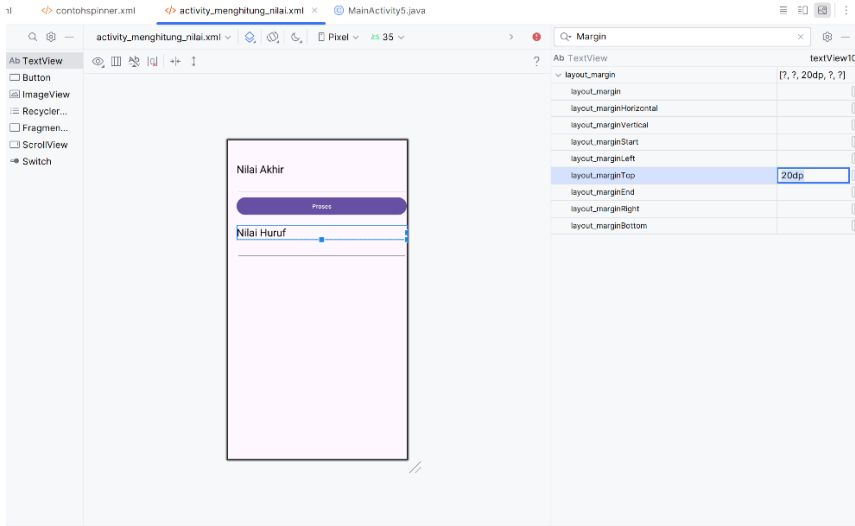 contohspinner.xml
activity_menghitung_nilai.xml
MainActivity5.java
activity_menghitung_nilai.xml
Pixel
35
Margin
Ab TextView
Button
ImageView
Recycler...
Fragmen...
ScrollView
Switch
?
Nilai Akhir
Proses
Nilai Huruf
Ab TextView
textView10
layout_margin
[?, ?, 20dp, ?, ?]
layout_margin
layout_marginHorizontal
layout_marginVertical
layout_marginStart
layout_marginLeft
layout_marginTop
20dp
layout_marginEnd
layout_marginRight
layout_marginBottom